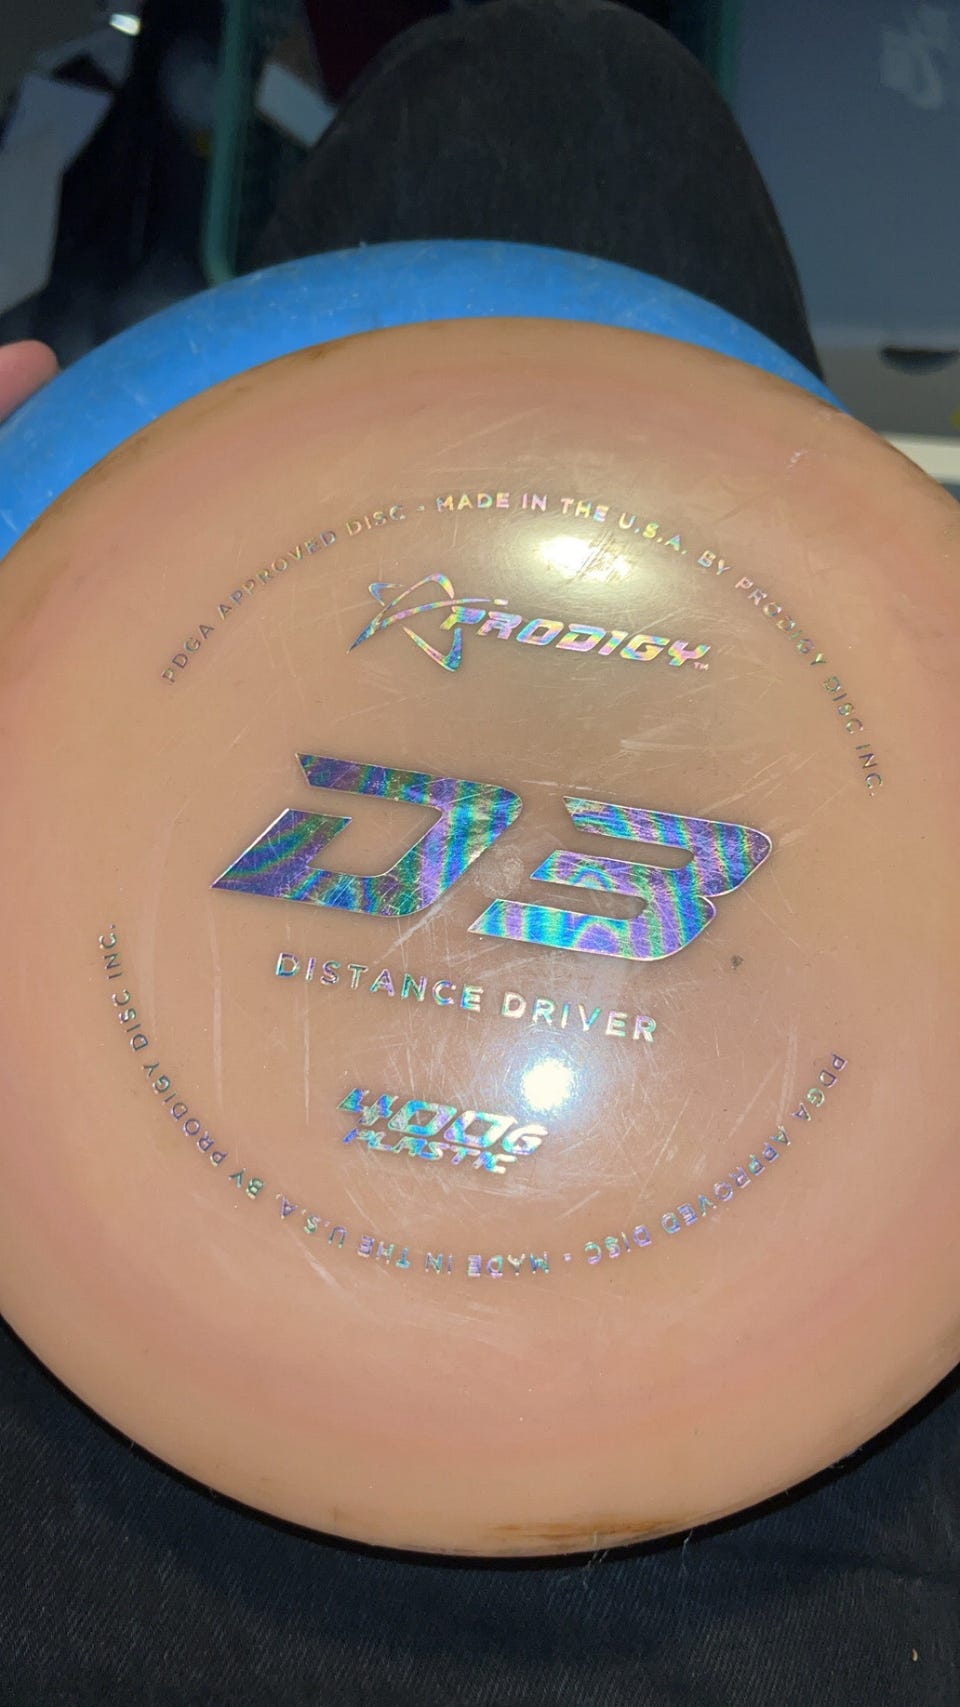 PDGA APPROVED DISC - MADE IN THE U.S.A. BY PRODIGY DISC INC.
PRODIGY™
D3
DISTANCE DRIVER
400G
PLASTIC
PDGA APPROVED DISC - MADE IN THE U.S.A. BY PRODIGY DISC INC.